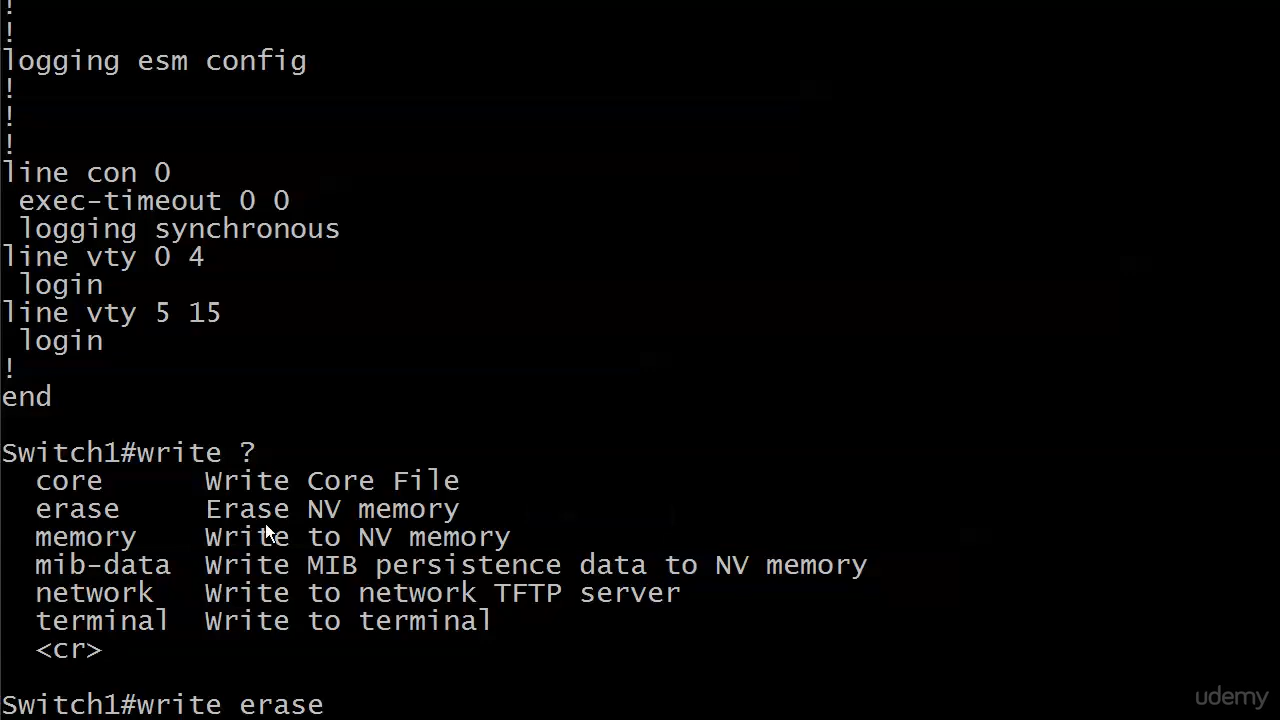 !
!
logging esm config
!
!
!
line con 0
 exec-timeout 0 0
 logging synchronous
line vty 0 4
 login
line vty 5 15
 login
!
end

Switch1#write ?
  core      Write Core File
  erase     Erase NV memory
  memory    Write to NV memory
  mib-data  Write MIB persistence data to NV memory
  network   Write to network TFTP server
  terminal  Write to terminal
  <cr>

Switch1#write erase
udemy